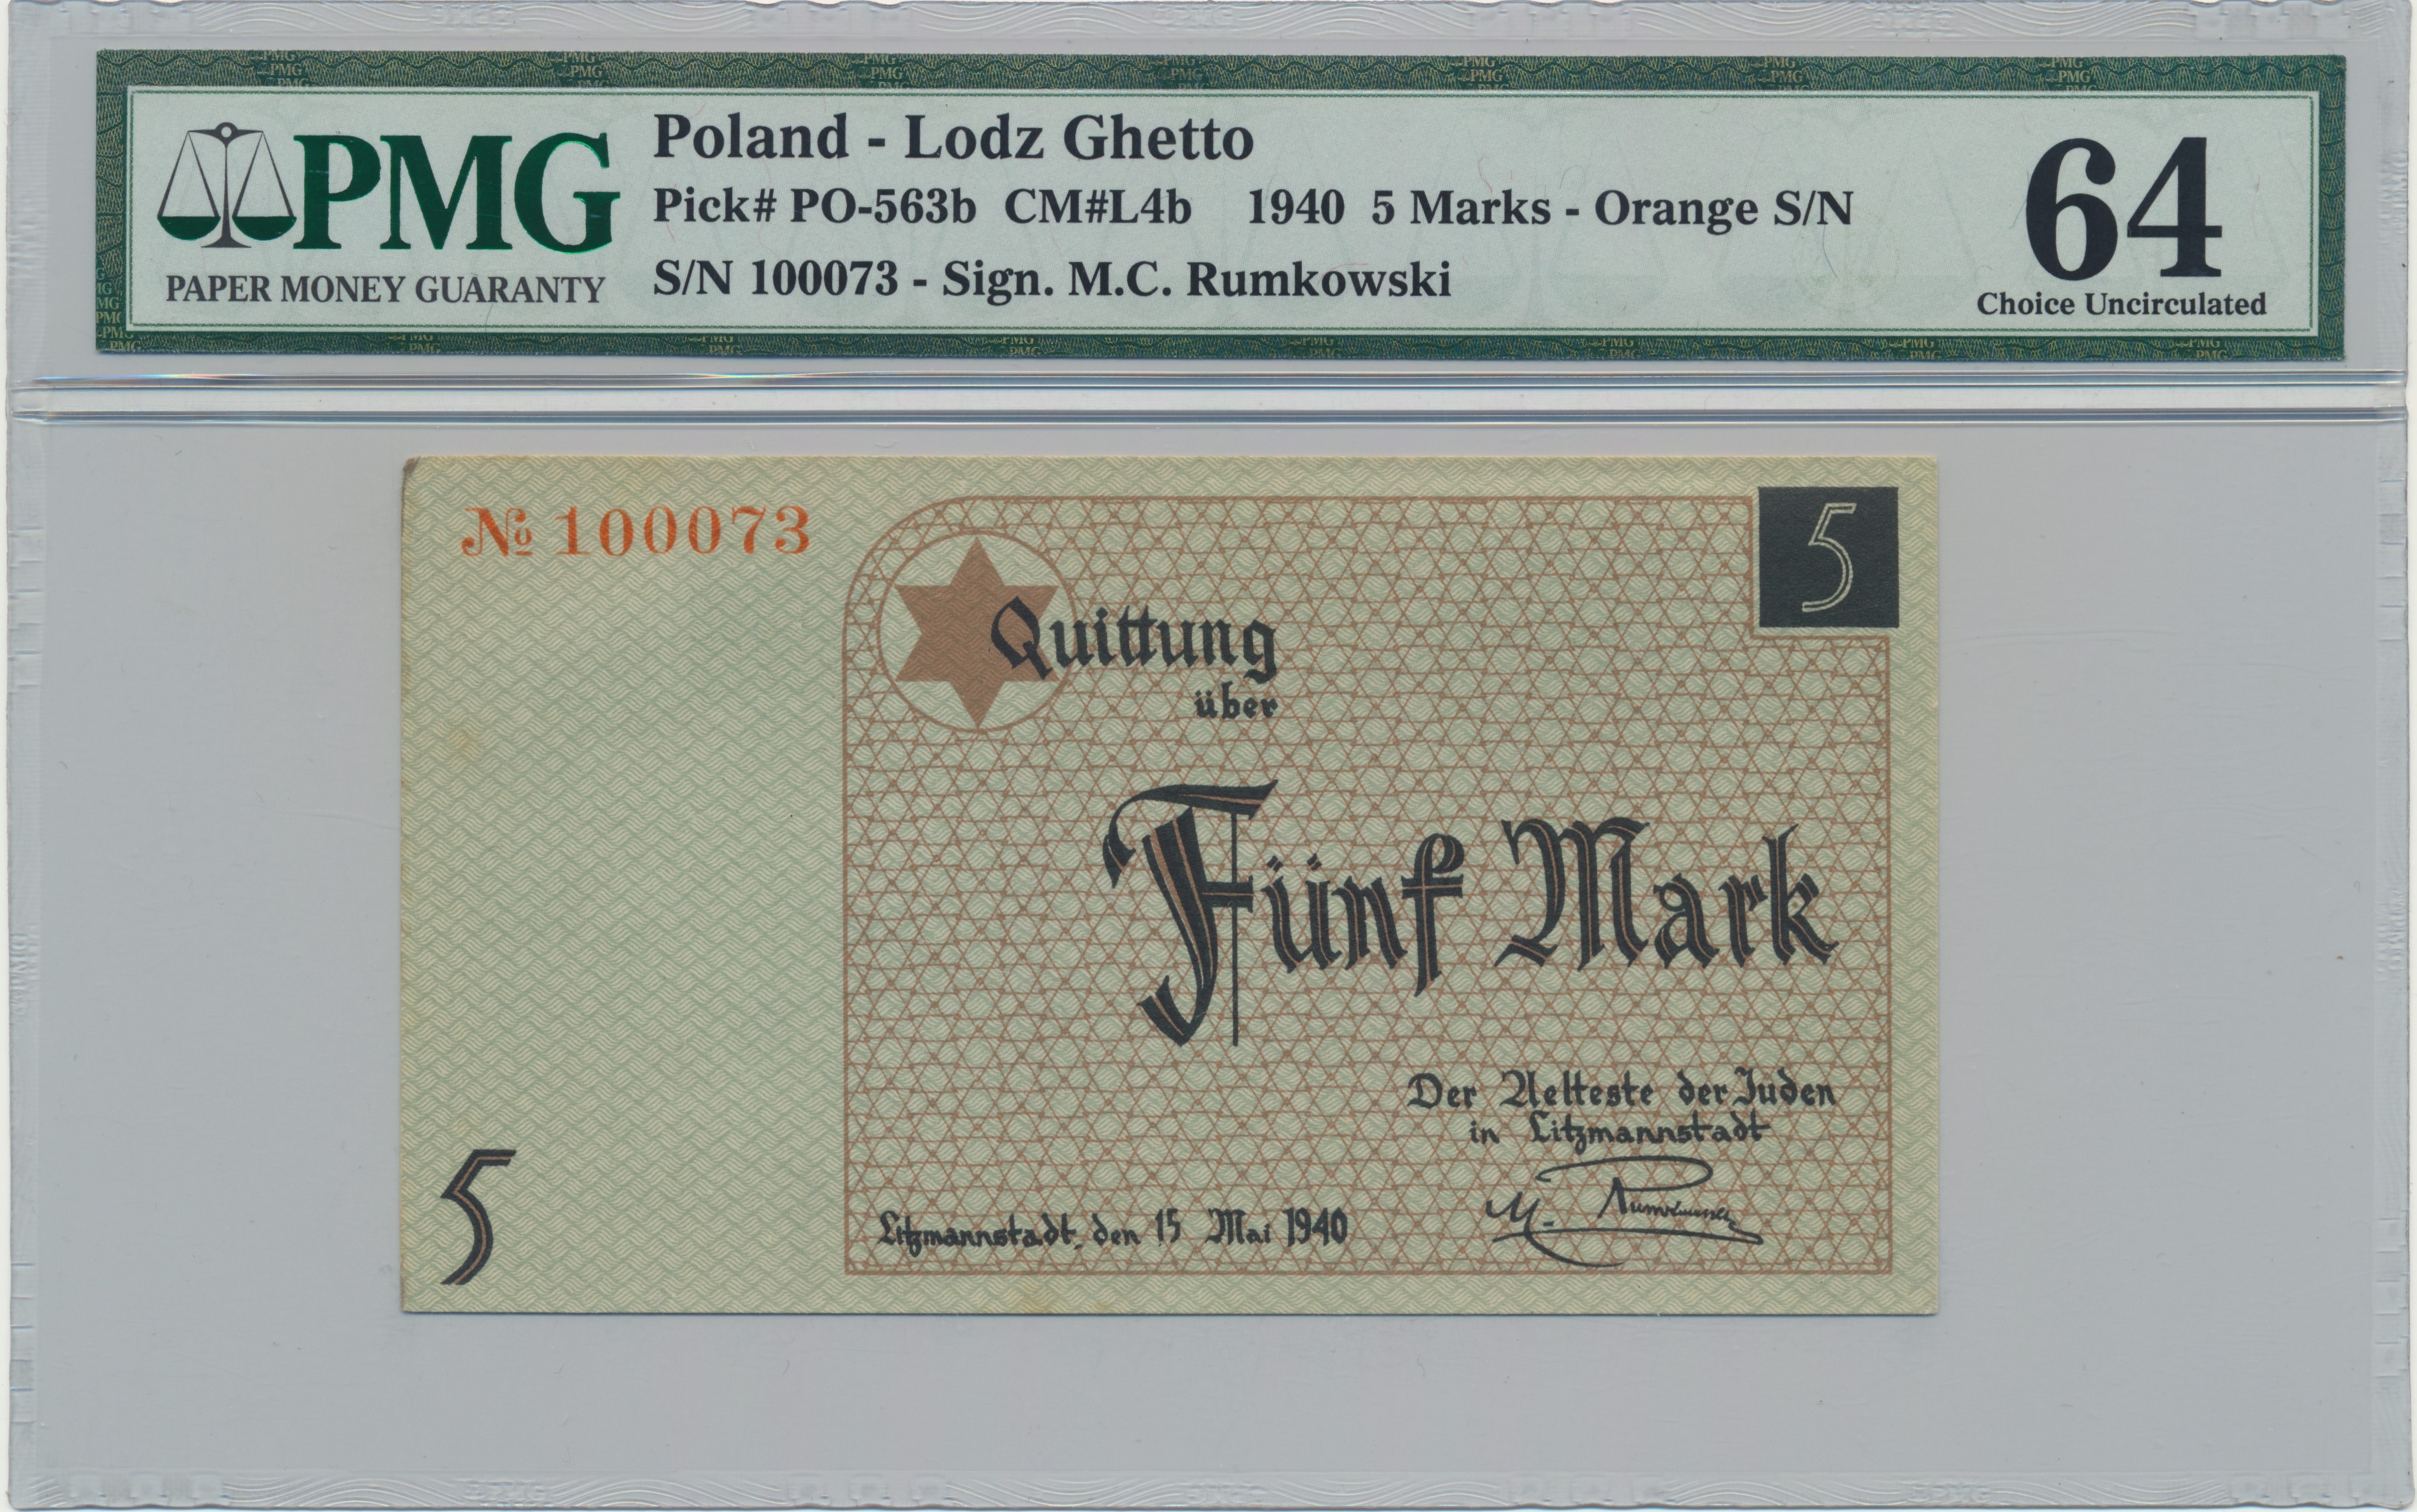 PMG
PAPER MONEY GUARANTY
Poland - Lodz Ghetto
Pick# PO-563b CM#L4b 1940 5 Marks - Orange S/N
S/N 100073 - Sign. M.C. Rumkowski
64
Choice Uncirculated
№ 100073
5
Quittung
über
Fünf Mark
Der Aelteste der Juden
in Litzmannstadt
M. Rumkowski
Litzmannstadt, den 15 Mai 1940
5